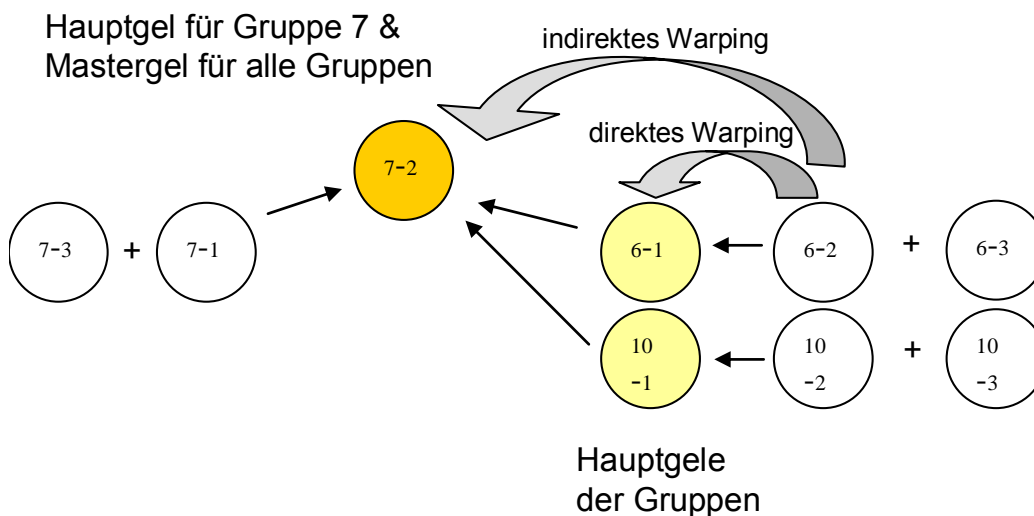 Hauptgel für Gruppe 7 &
Mastergel für alle Gruppen
indirektes Warping
direktes Warping
7-2
7-3 + 7-1
6-1 6-2 + 6-3
10 10 + 10
-1 -2 -3
Hauptgele
der Gruppen